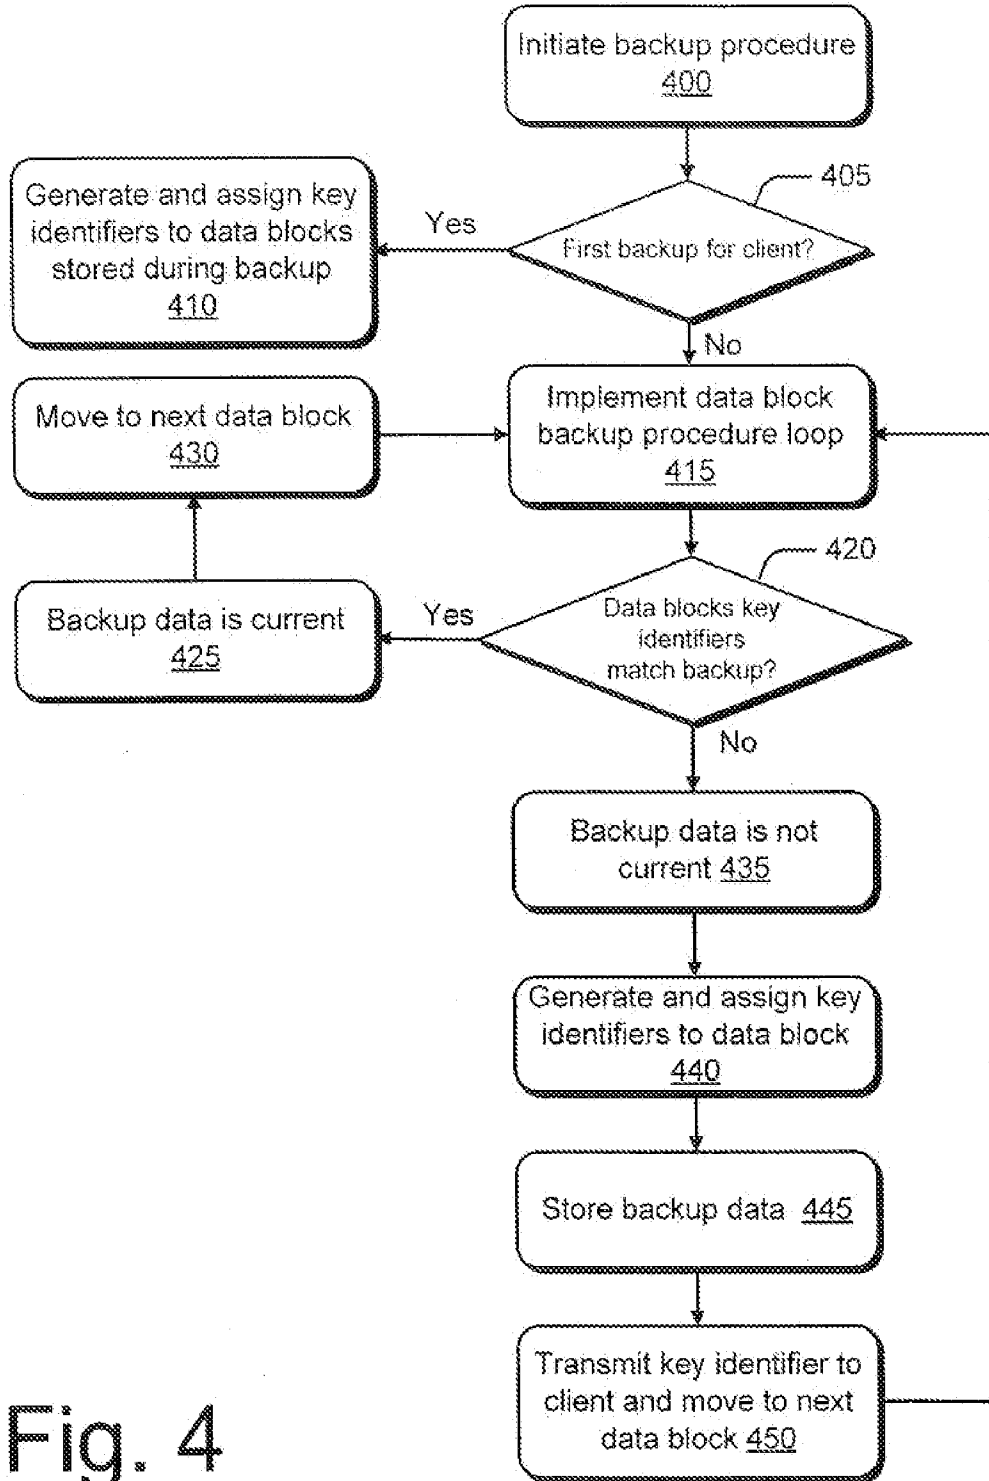 Initiate backup procedure
400
405
First backup for client?
Yes
Generate and assign key
identifiers to data blocks
stored during backup
410
No
Implement data block
backup procedure loop
415
Move to next data block
430
420
Data blocks key
identifiers
match backup?
Yes
Backup data is current
425
No
Backup data is not
current 435
Generate and assign key
identifiers to data block
440
Store backup data 445
Transmit key identifier to
client and move to next
data block 450
Fig. 4